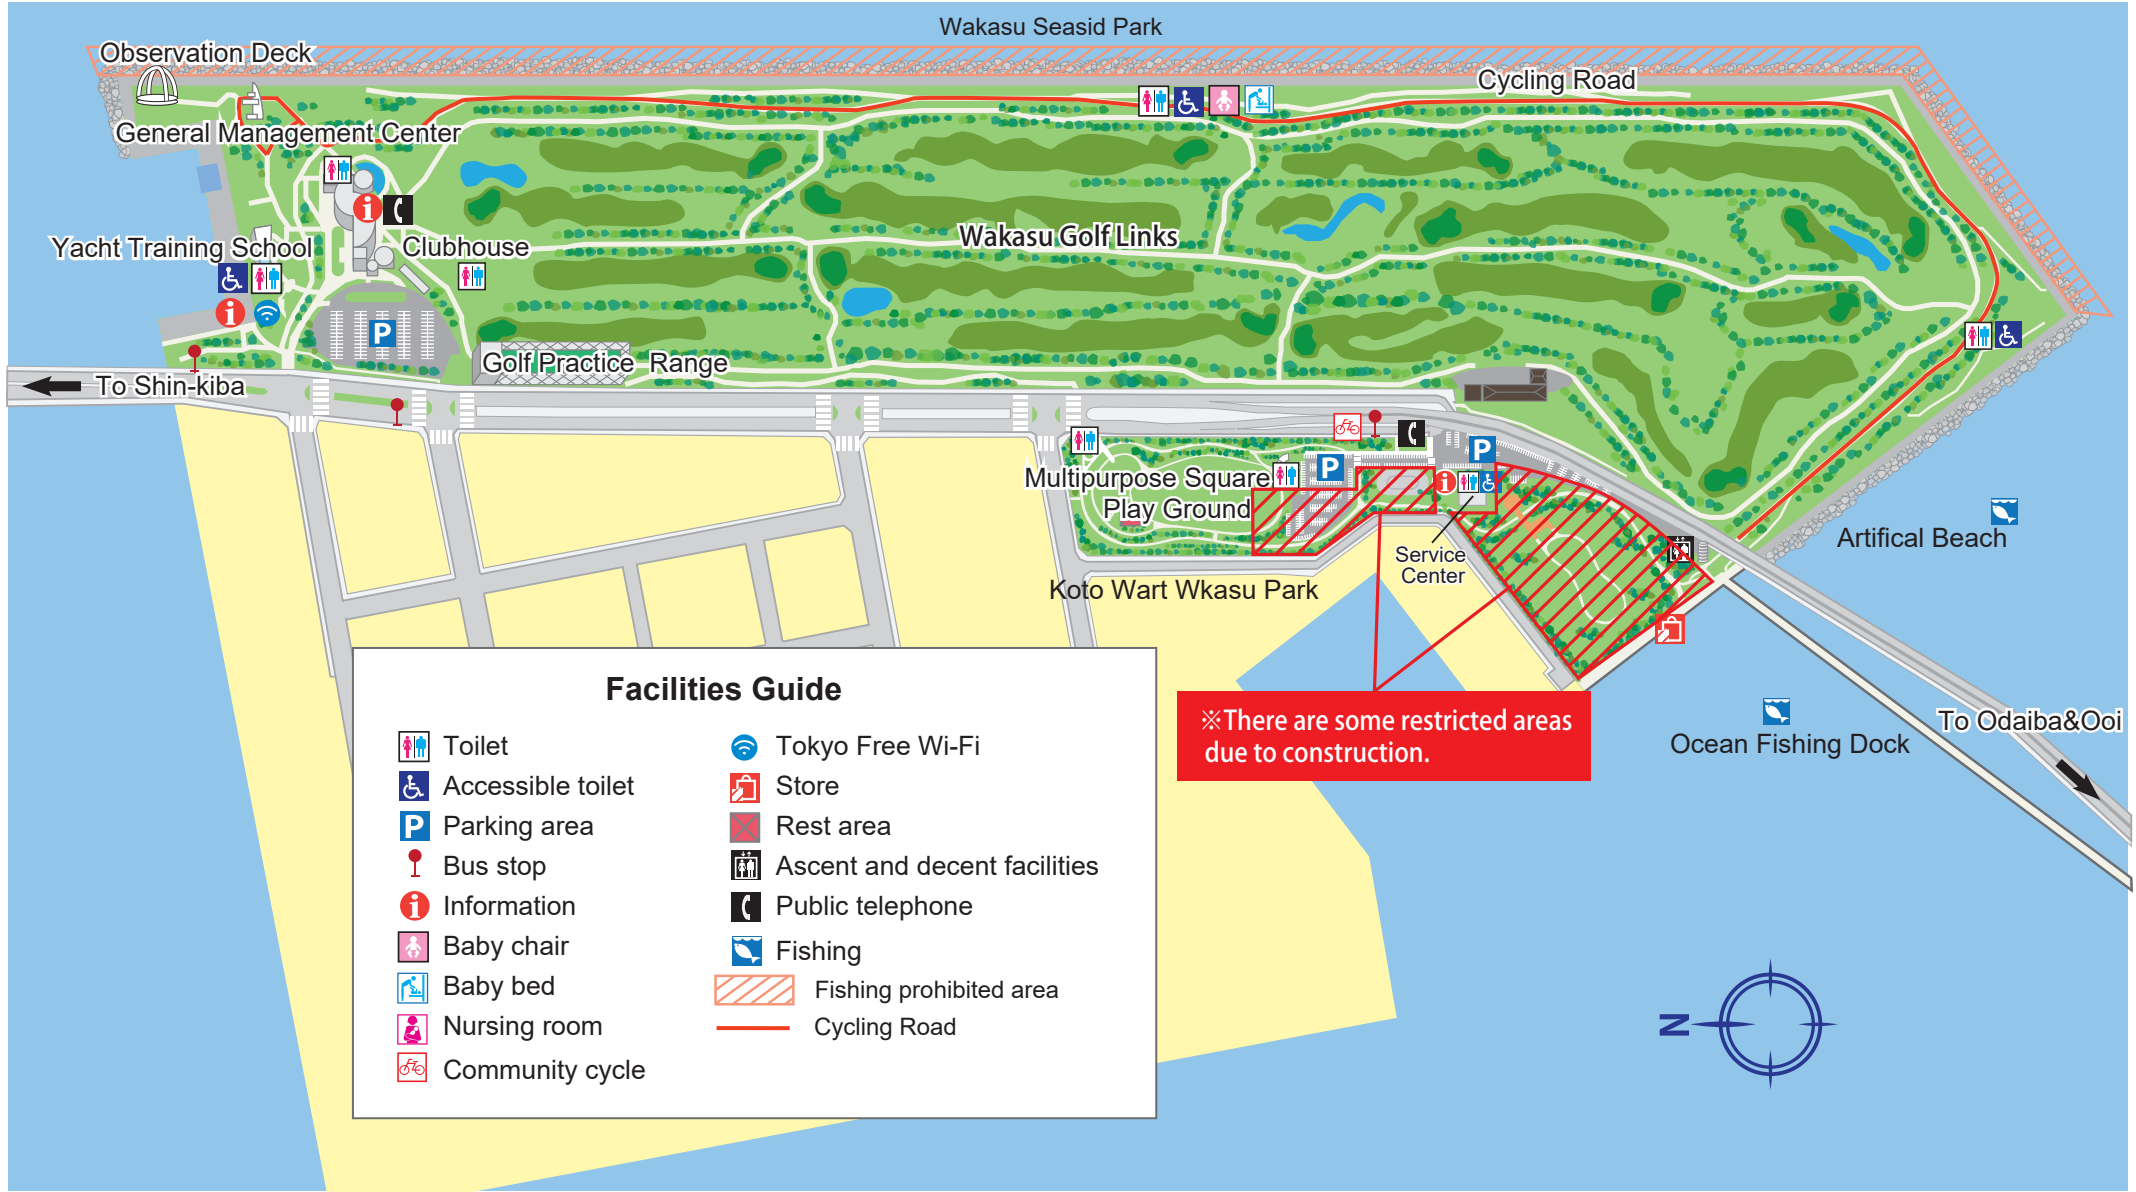 Wakasu Seasid Park
Observation Deck
Cycling Road
General Management Center
Wakasu Golf Links
Yacht Training School
Clubhouse
P
Golf Practice Range
To Shin-kiba
P
P
Multipurpose Square
Play Ground
Service
Center
Koto Wart Wkasu Park
Artifical Beach
※There are some restricted areas
due to construction.
Ocean Fishing Dock
To Odaiba&Ooi
Facilities Guide
Toilet
Accessible toilet
P Parking area
Bus stop
i Information
Baby chair
Baby bed
Nursing room
Community cycle
Tokyo Free Wi-Fi
Store
Rest area
Ascent and decent facilities
Public telephone
Fishing
Fishing prohibited area
Cycling Road
N